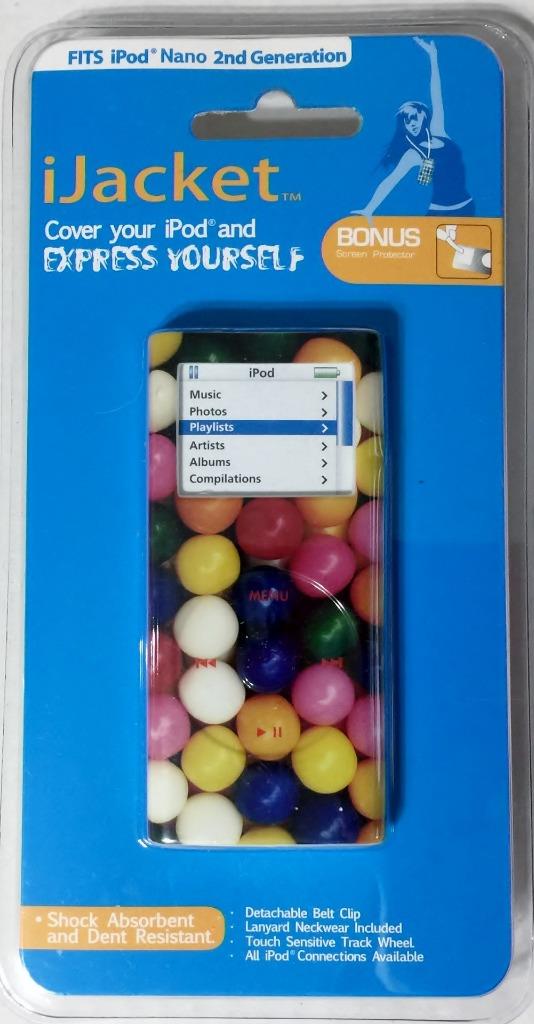 FITS iPod® Nano 2nd Generation
iJacket™
Cover your iPod® and
EXPRESS YOURSELF
BONUS
Screen Protector
iPod
Music
Photos
Playlists
Artists
Albums
Compilations
MENU
• Shock Absorbent
and Dent Resistant.
· Detachable Belt Clip
· Lanyard Neckwear Included
· Touch Sensitive Track Wheel
· All iPod® Connections Available